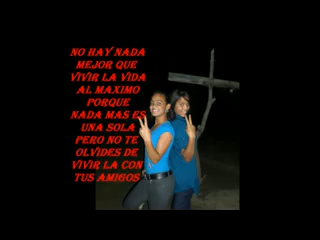 NO HAY NADA
MEJOR QUE
VIVIR LA VIDA
AL MAXIMO
PORQUE
NADA MAS ES
UNA SOLA
PERO NO TE
OLVIDES DE
VIVIR LA CON
TUS AMIGOS